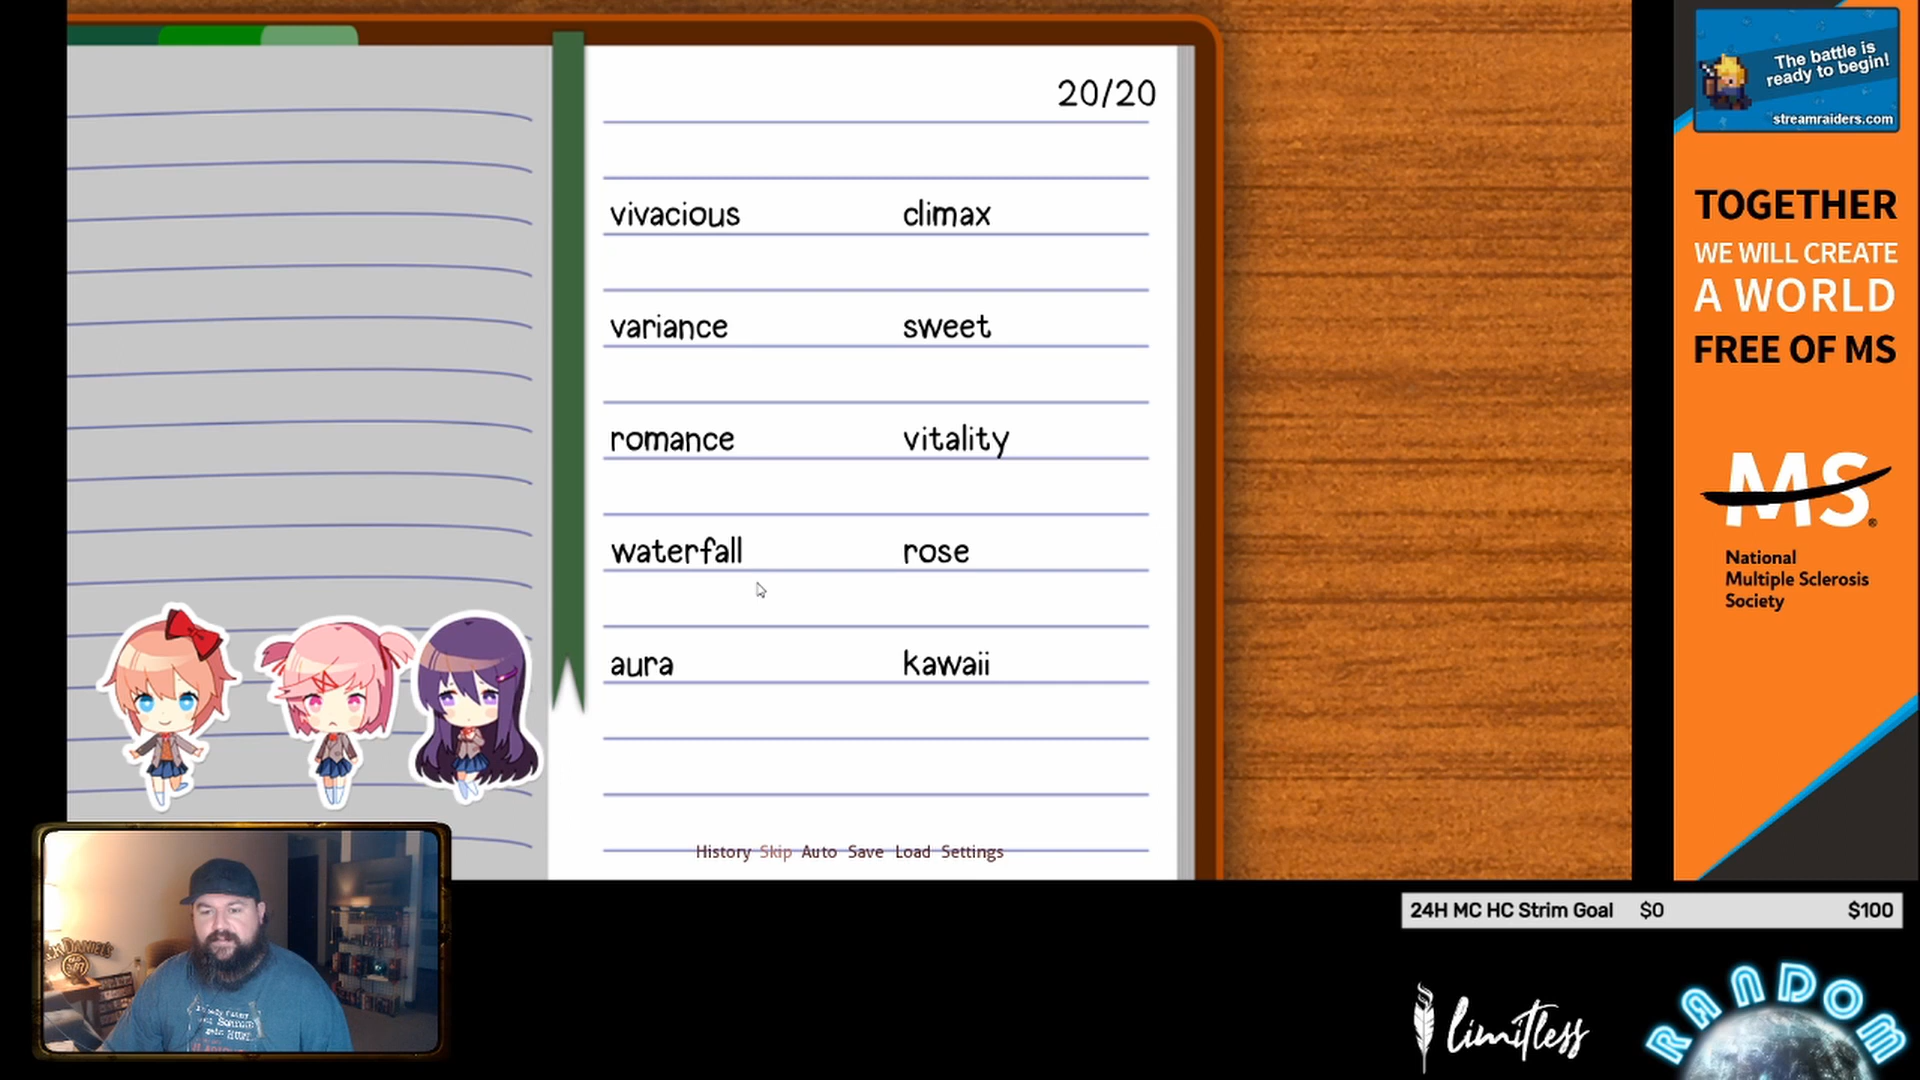 20/20
vivacious climax
variance sweet
romance vitality
waterfall rose
aura kawaii
History Skip Auto Save Load Settings
The battle is
ready to begin!
streamraiders.com
TOGETHER
WE WILL CREATE
A WORLD
FREE OF MS
MS®
National
Multiple Sclerosis
Society
24H MC HC Strim Goal $0 $100
limitless
RANDOM